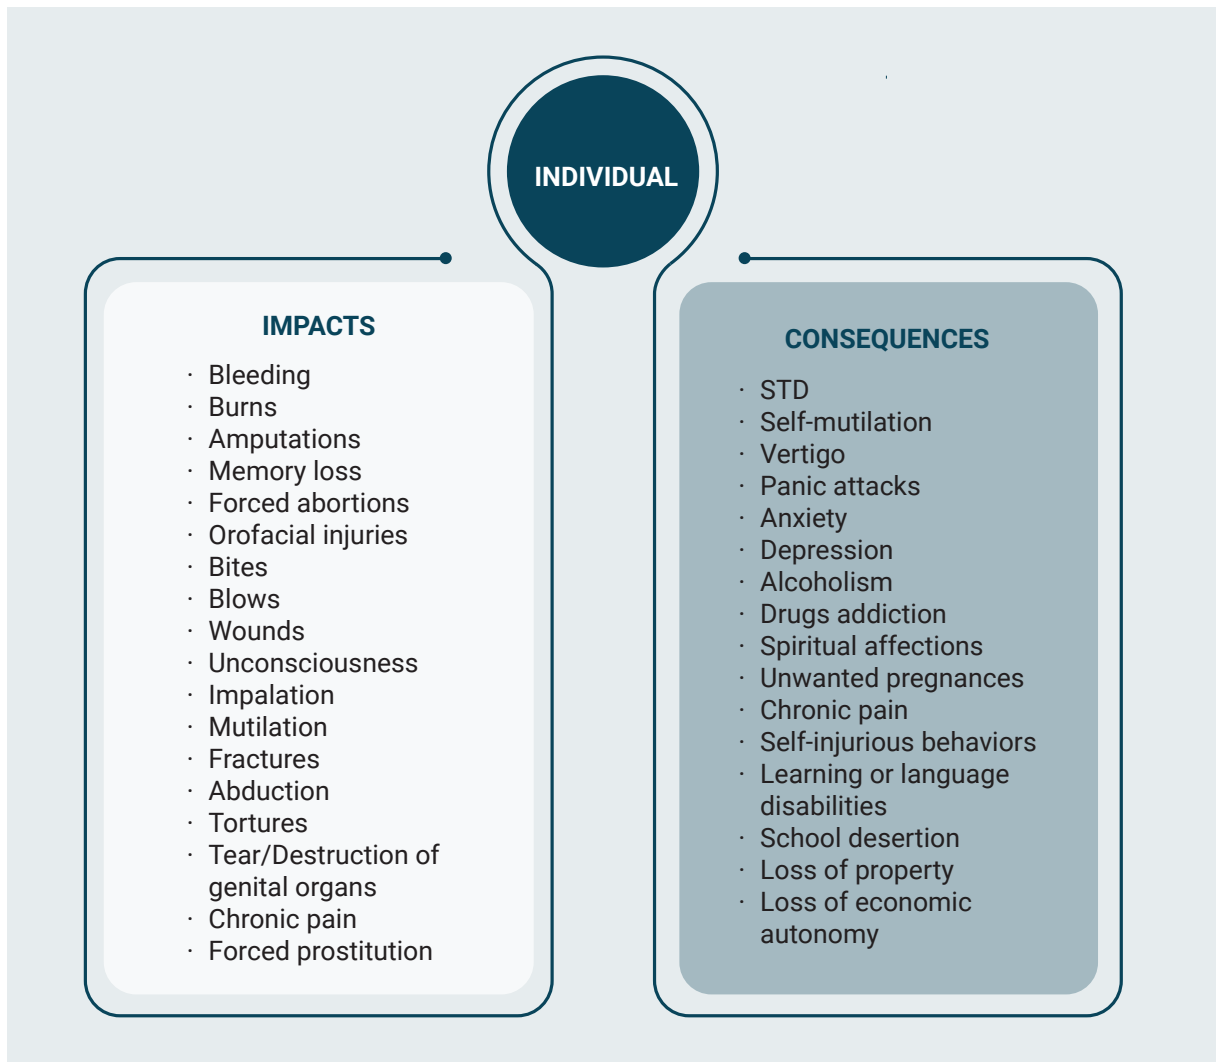 INDIVIDUAL
IMPACTS
· Bleeding
· Burns
· Amputations
· Memory loss
· Forced abortions
· Orofacial injuries
· Bites
· Blows
· Wounds
· Unconsciousness
· Impalation
· Mutilation
· Fractures
· Abduction
· Tortures
· Tear/Destruction of
genital organs
· Chronic pain
· Forced prostitution
CONSEQUENCES
· STD
· Self-mutilation
· Vertigo
· Panic attacks
· Anxiety
· Depression
· Alcoholism
· Drugs addiction
· Spiritual affections
· Unwanted pregnances
· Chronic pain
· Self-injurious behaviors
· Learning or language
disabilities
· School desertion
· Loss of property
· Loss of economic
autonomy